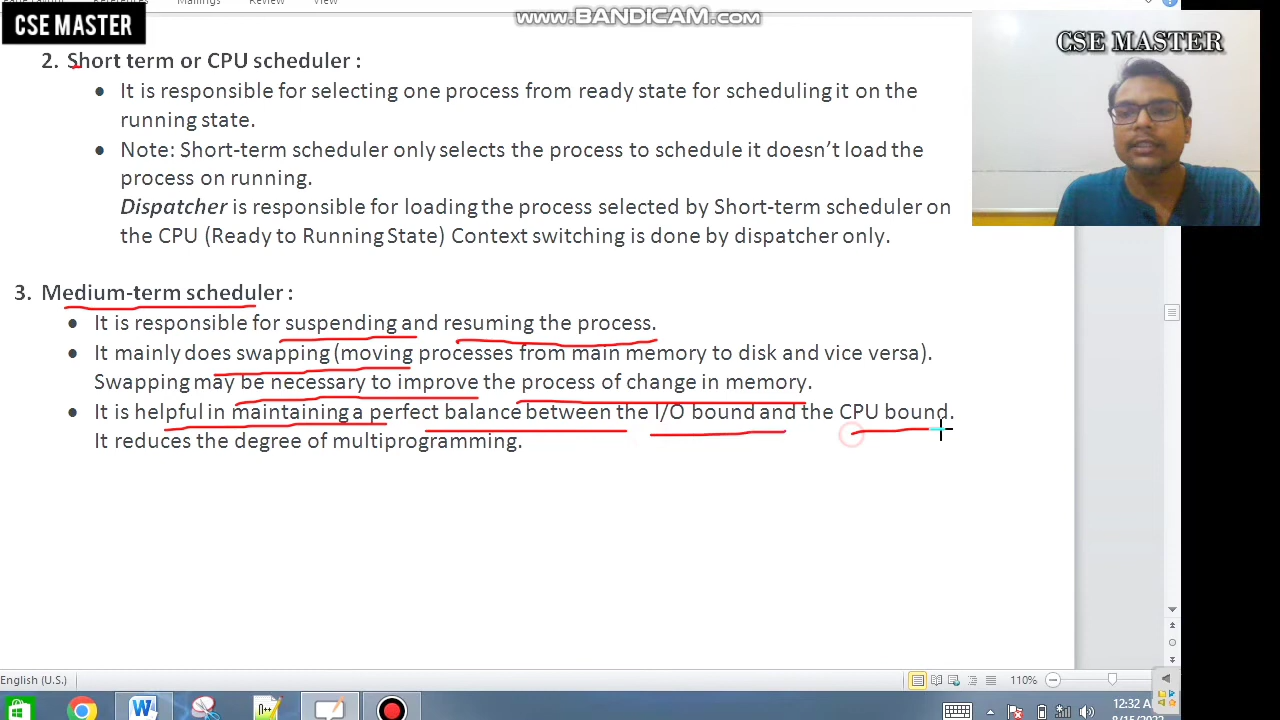 Mailings Review View
www.BANDICAM.com
CSE MASTER
CSE MASTER
2. Short term or CPU scheduler :
• It is responsible for selecting one process from ready state for scheduling it on the
running state.
• Note: Short-term scheduler only selects the process to schedule it doesn’t load the
process on running.
Dispatcher is responsible for loading the process selected by Short-term scheduler on
the CPU (Ready to Running State) Context switching is done by dispatcher only.
3. Medium-term scheduler :
• It is responsible for suspending and resuming the process.
• It mainly does swapping (moving processes from main memory to disk and vice versa).
Swapping may be necessary to improve the process of change in memory.
• It is helpful in maintaining a perfect balance between the I/O bound and the CPU bound.
It reduces the degree of multiprogramming.
English (U.S.)
110%
12:32 A